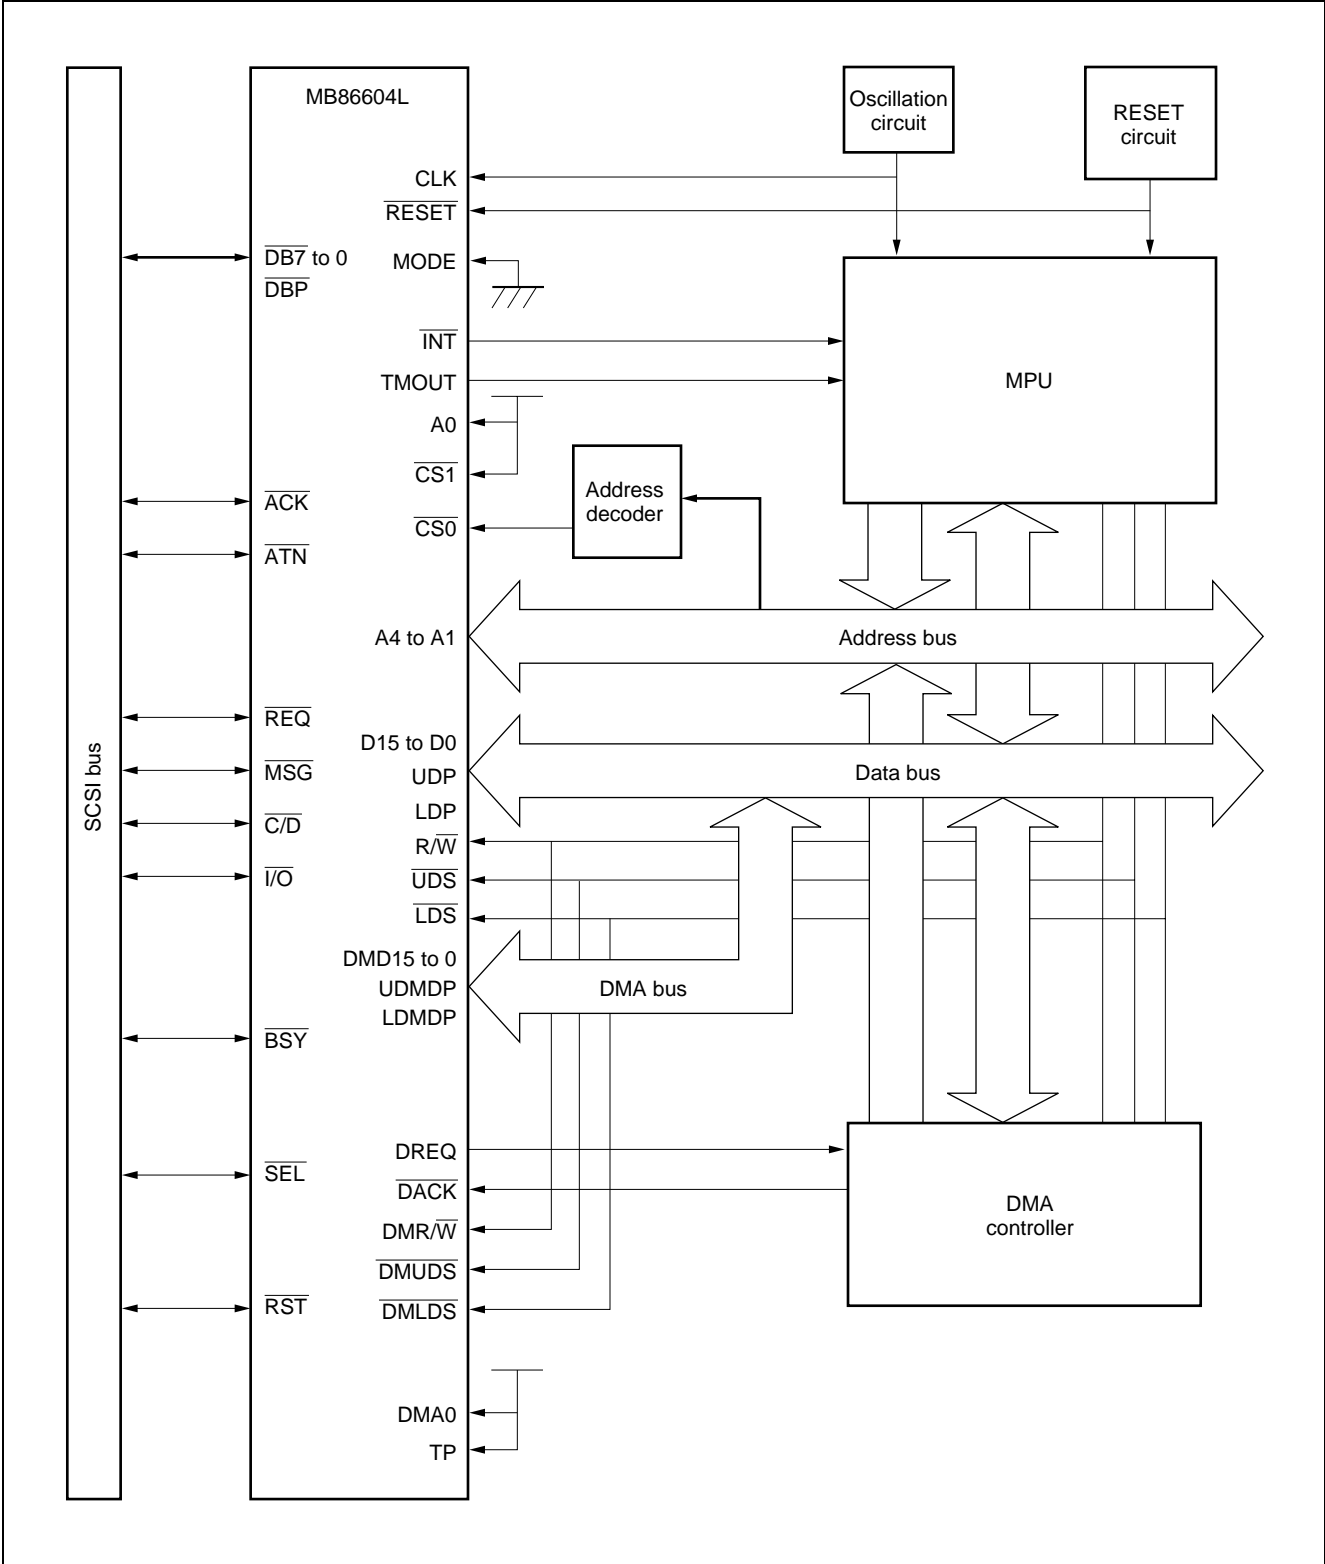 MB86604L
Oscillation
circuit
RESET
circuit
CLK
RESET
DB7 to 0
DBP
MODE
INT
TMOUT
MPU
A0
CS1
Address
decoder
CS0
ACK
ATN
A4 to A1
Address bus
REQ
MSG
C/D
I/O
SCSI bus
D15 to D0
UDP
LDP
Data bus
R/W
UDS
LDS
DMD15 to 0
UDMDP
LDMDP
DMA bus
BSY
SEL
RST
DREQ
DACK
DMR/W
DMUDS
DMLDS
DMA
controller
DMA0
TP